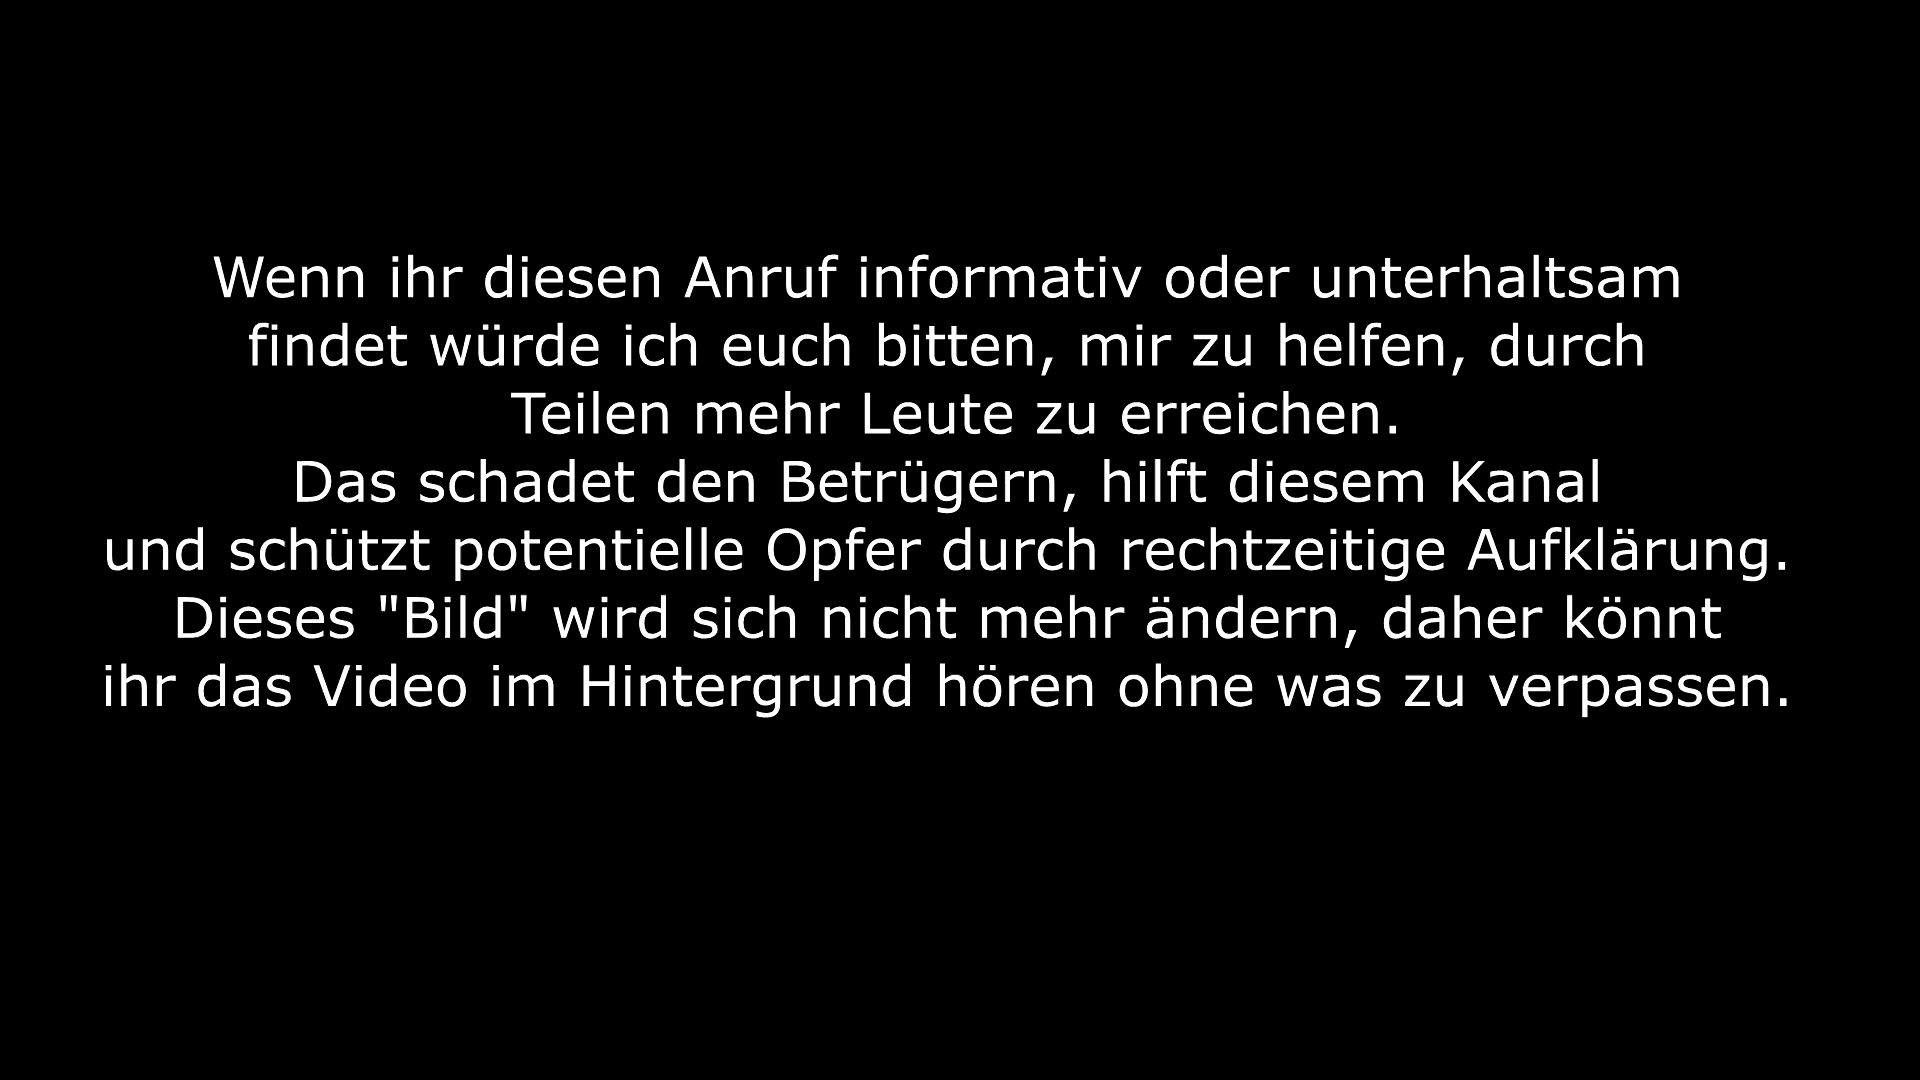 Wenn ihr diesen Anruf informativ oder unterhaltsam
findet würde ich euch bitten, mir zu helfen, durch
Teilen mehr Leute zu erreichen.
Das schadet den Betrügern, hilft diesem Kanal
und schützt potentielle Opfer durch rechtzeitige Aufklärung.
Dieses "Bild" wird sich nicht mehr ändern, daher könnt
ihr das Video im Hintergrund hören ohne was zu verpassen.